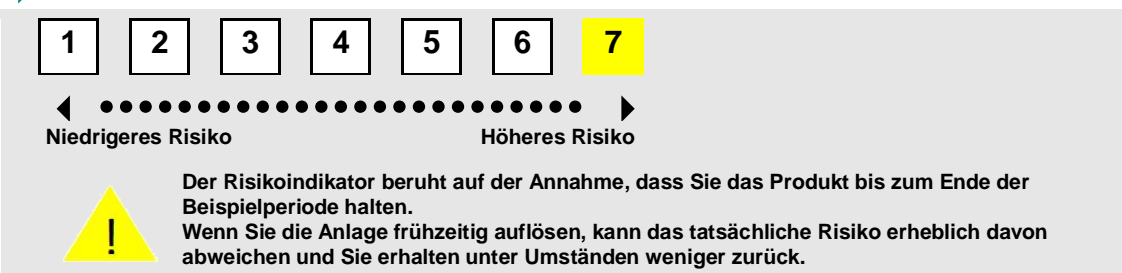 1 2 3 4 5 6 7
Niedrigeres Risiko Höheres Risiko
Der Risikoindikator beruht auf der Annahme, dass Sie das Produkt bis zum Ende der
Beispielperiode halten.
Wenn Sie die Anlage frühzeitig auflösen, kann das tatsächliche Risiko erheblich davon
abweichen und Sie erhalten unter Umständen weniger zurück.
!